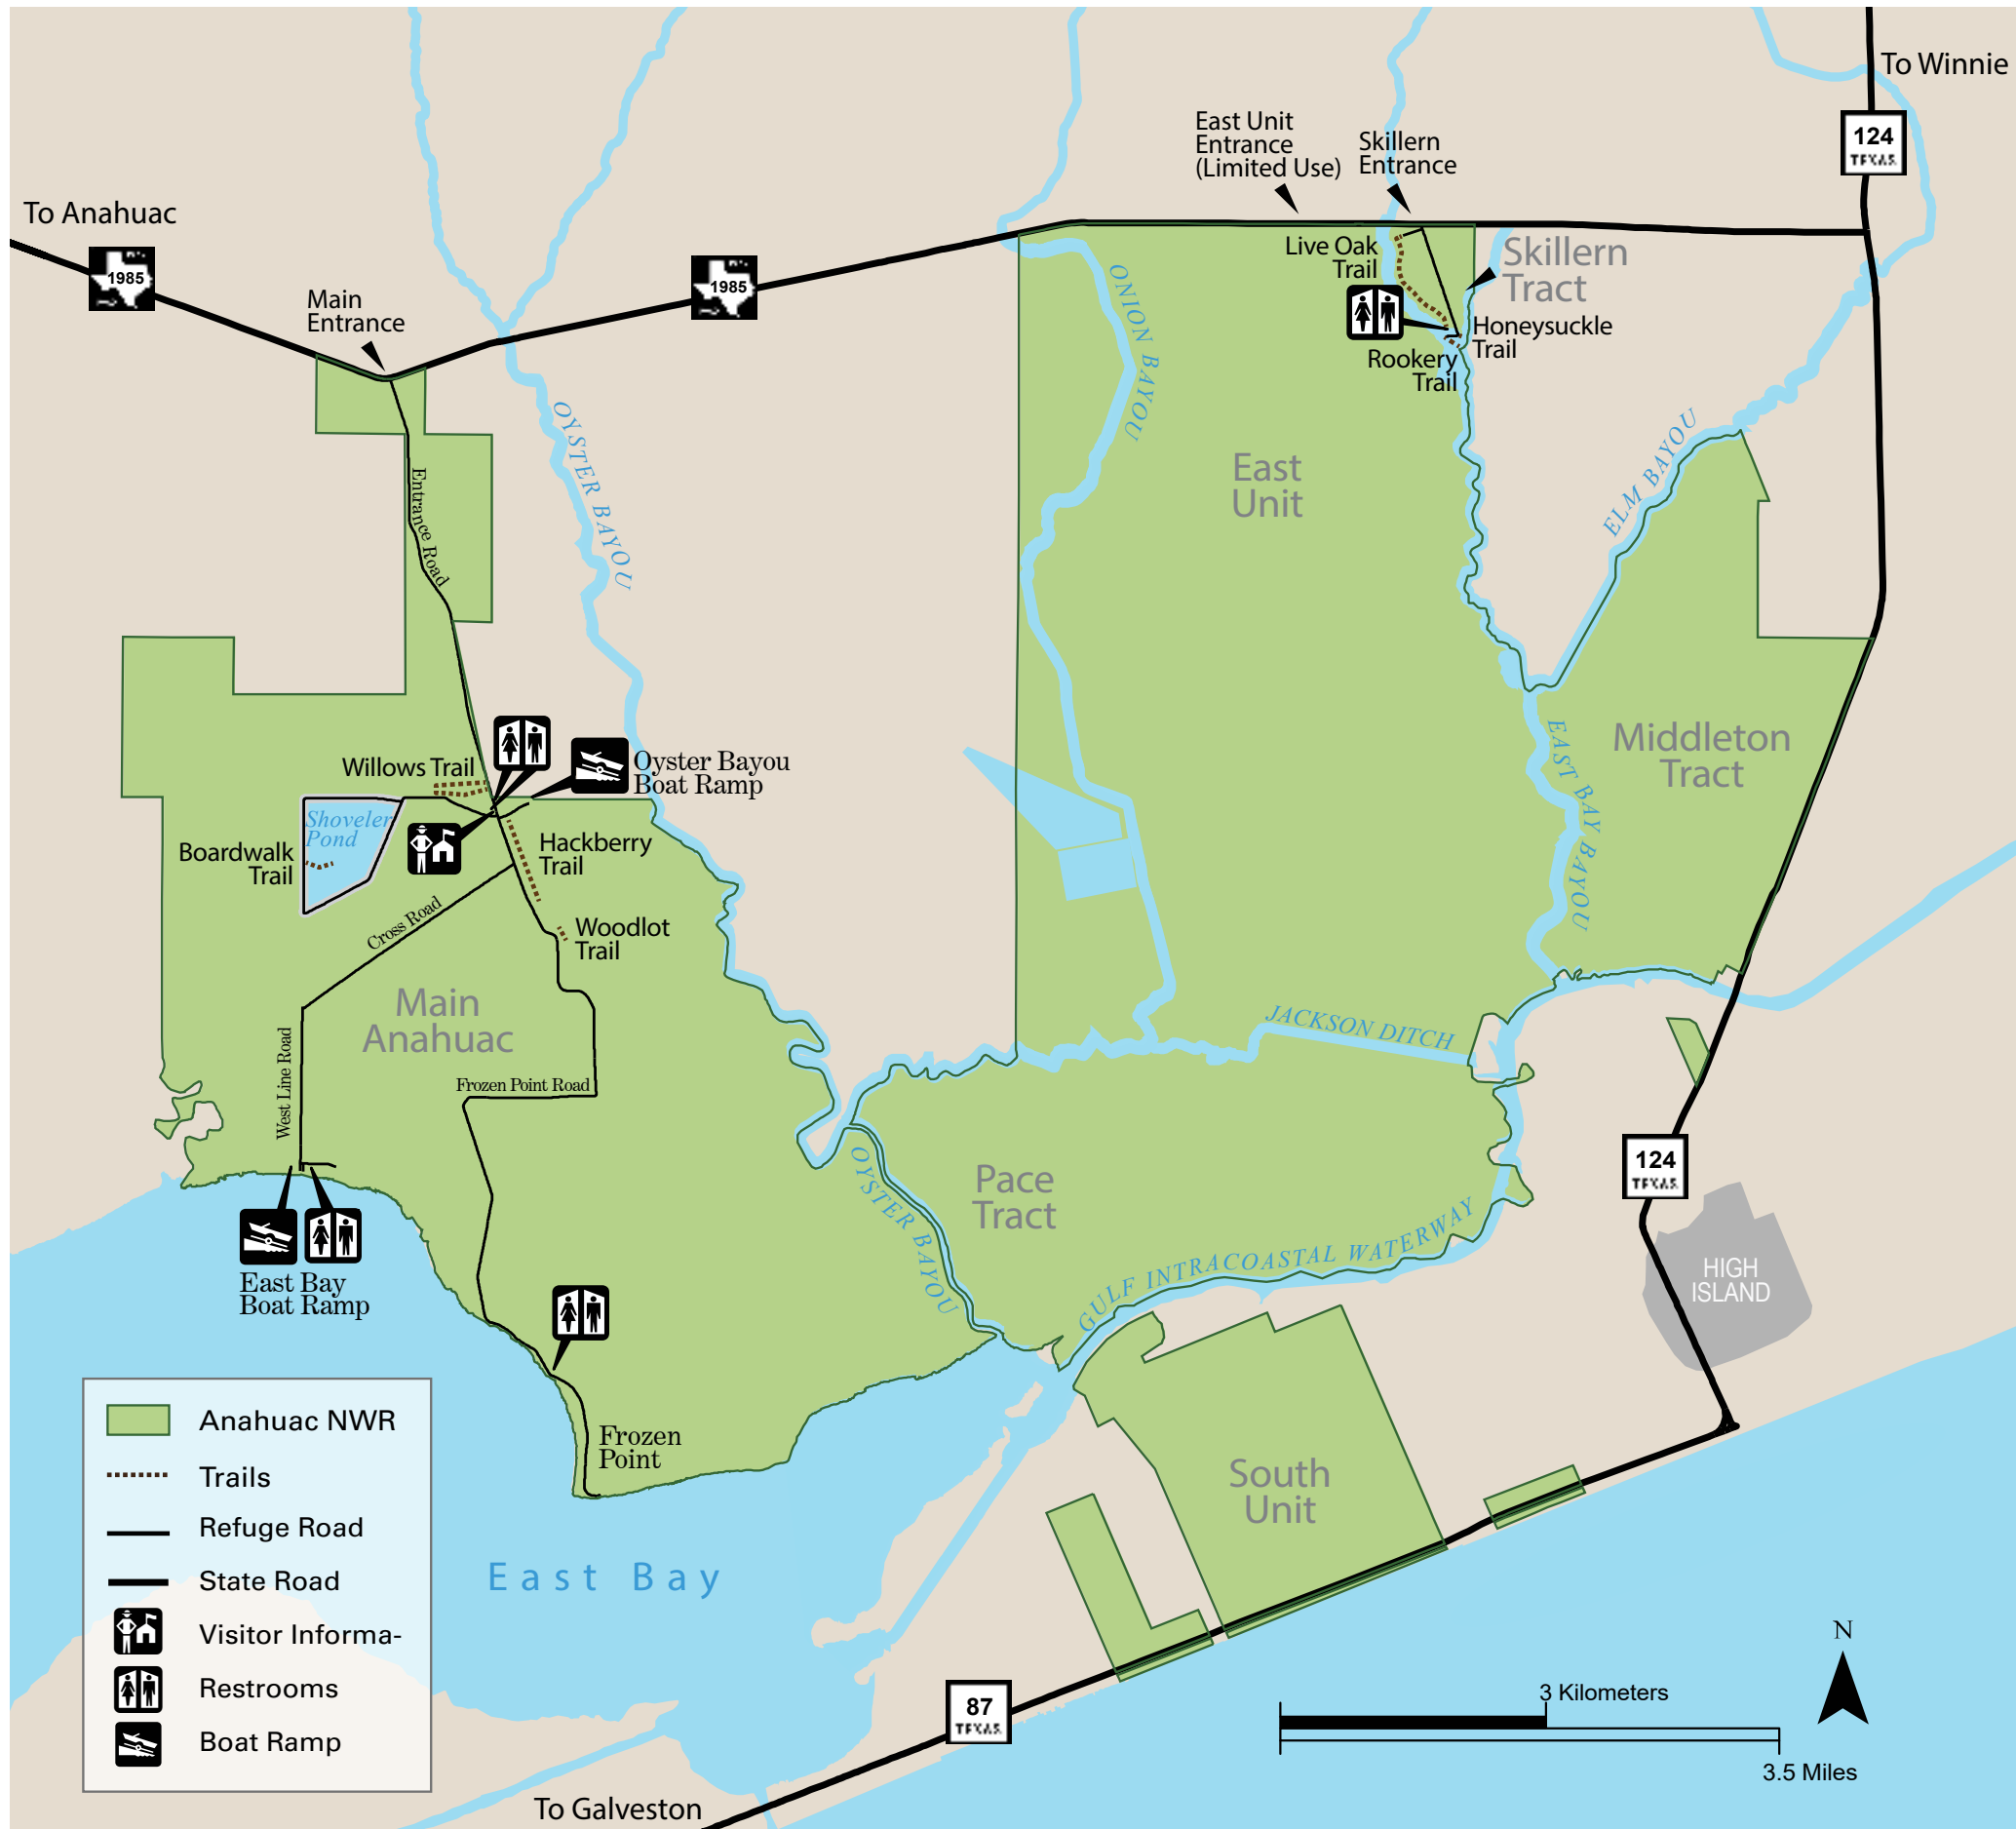 To Winnie
124
TEXAS
East Unit
Entrance
(Limited Use)
Skillern
Entrance
To Anahuac
1985
1985
Main
Entrance
Live Oak
Trail
Skillern
Tract
Honeysuckle
Trail
Rookery
Trail
ONION BAYOU
OYSTER BAYOU
Entrance Road
East
Unit
ELM BAYOU
Middleton
Tract
EAST BAY BAYOU
Willows Trail
Oyster Bayou
Boat Ramp
Shoveler
Pond
Boardwalk
Trail
Hackberry
Trail
Cross Road
Woodlot
Trail
Main
Anahuac
West Line Road
Frozen Point Road
JACKSON DITCH
OYSTER BAYOU
Pace
Tract
GULF INTRACOASTAL WATERWAY
124
TEXAS
HIGH
ISLAND
East Bay
Boat Ramp
Frozen
Point
South
Unit
East Bay
Anahuac NWR
Trails
Refuge Road
State Road
Visitor Informa-
Restrooms
Boat Ramp
87
TEXAS
To Galveston
N
3 Kilometers
3.5 Miles